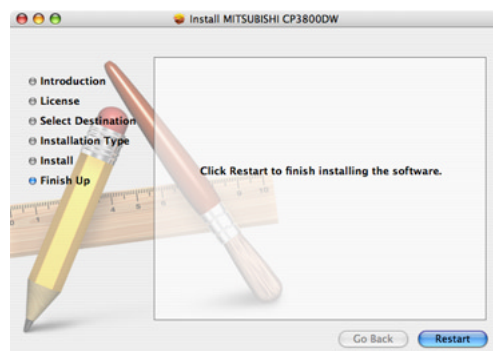 Install MITSUBISHI CP3800DW
Introduction
License
Select Destination
Installation Type
Install
Finish Up
Click Restart to finish installing the software.
Go Back
Restart